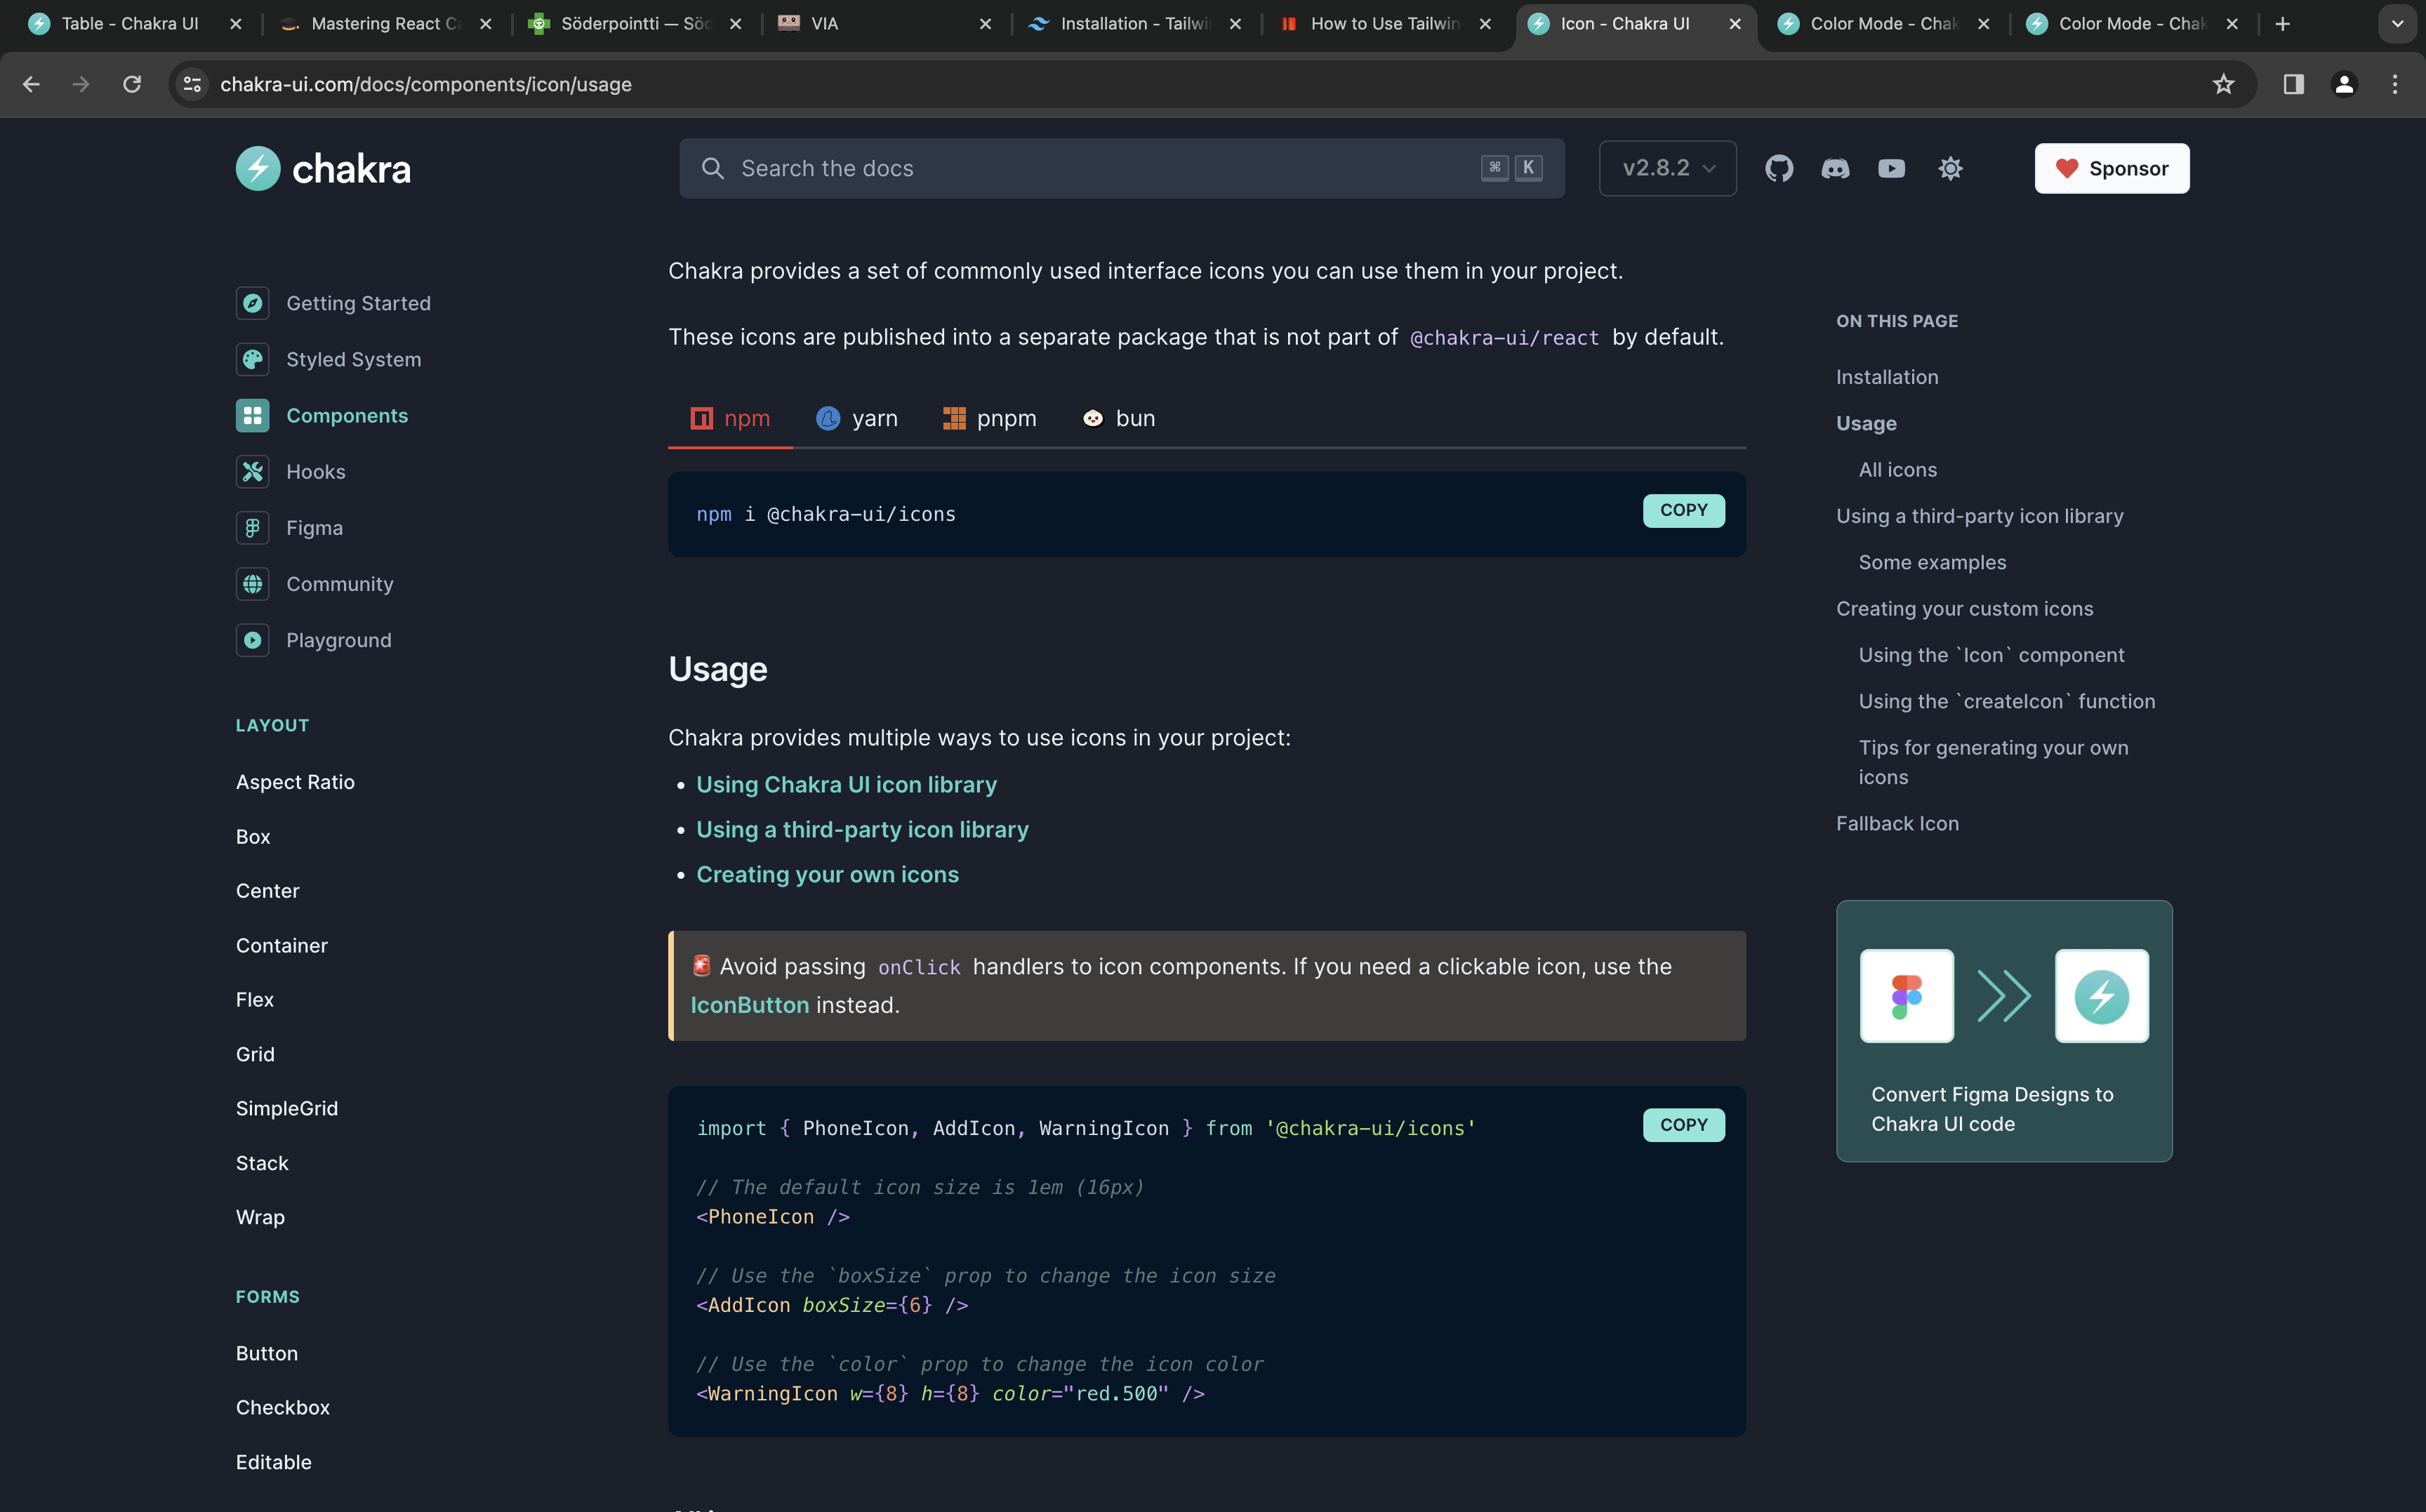 Table - Chakra UI
Mastering React Ca
Söderpointti — Söd
VIA
Installation - Tailwi
How to Use Tailwin
Icon - Chakra UI
Color Mode - Chak
Color Mode - Chak
chakra-ui.com/docs/components/icon/usage
chakra
Search the docs
⌘ K
v2.8.2
Sponsor
Getting Started
Styled System
Components
Hooks
Figma
Community
Playground
LAYOUT
Aspect Ratio
Box
Center
Container
Flex
Grid
SimpleGrid
Stack
Wrap
FORMS
Button
Checkbox
Editable
Chakra provides a set of commonly used interface icons you can use them in your project.
These icons are published into a separate package that is not part of @chakra-ui/react by default.
npm yarn pnpm bun
npm i @chakra-ui/icons
COPY
Usage
Chakra provides multiple ways to use icons in your project:
• Using Chakra UI icon library
• Using a third-party icon library
• Creating your own icons
🚨 Avoid passing onClick handlers to icon components. If you need a clickable icon, use the
IconButton instead.
import { PhoneIcon, AddIcon, WarningIcon } from '@chakra-ui/icons'
COPY
// The default icon size is 1em (16px)
<PhoneIcon />
// Use the `boxSize` prop to change the icon size
<AddIcon boxSize={6} />
// Use the `color` prop to change the icon color
<WarningIcon w={8} h={8} color="red.500" />
ON THIS PAGE
Installation
Usage
All icons
Using a third-party icon library
Some examples
Creating your custom icons
Using the `Icon` component
Using the `createIcon` function
Tips for generating your own
icons
Fallback Icon
Convert Figma Designs to
Chakra UI code